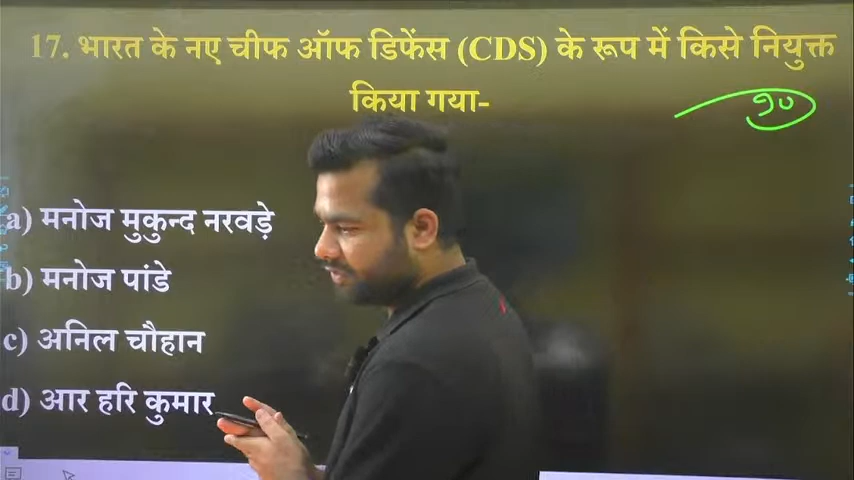 17. भारत के नए चीफ ऑफ डिफेंस (CDS) के रूप में किसे नियुक्त
किया गया-
a) मनोज मुकुन्द नरवड़े
b) मनोज पांडे
c) अनिल चौहान
d) आर हरि कुमार